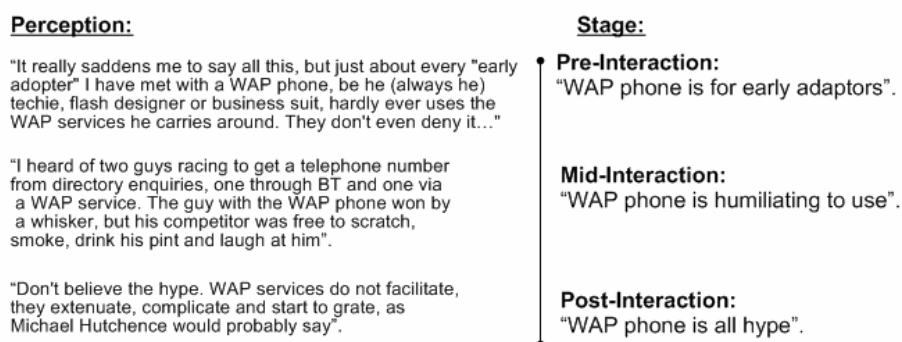 Perception:
Stage:
“It really saddens me to say all this, but just about every "early
adopter" I have met with a WAP phone, be he (always he)
techie, flash designer or business suit, hardly ever uses the
WAP services he carries around. They don't even deny it..."
Pre-Interaction:
“WAP phone is for early adaptors”.
“I heard of two guys racing to get a telephone number
from directory enquiries, one through BT and one via
a WAP service. The guy with the WAP phone won by
a whisker, but his competitor was free to scratch,
smoke, drink his pint and laugh at him”.
Mid-Interaction:
“WAP phone is humiliating to use”.
“Don't believe the hype. WAP services do not facilitate,
they extenuate, complicate and start to grate, as
Michael Hutchence would probably say”.
Post-Interaction:
“WAP phone is all hype”.